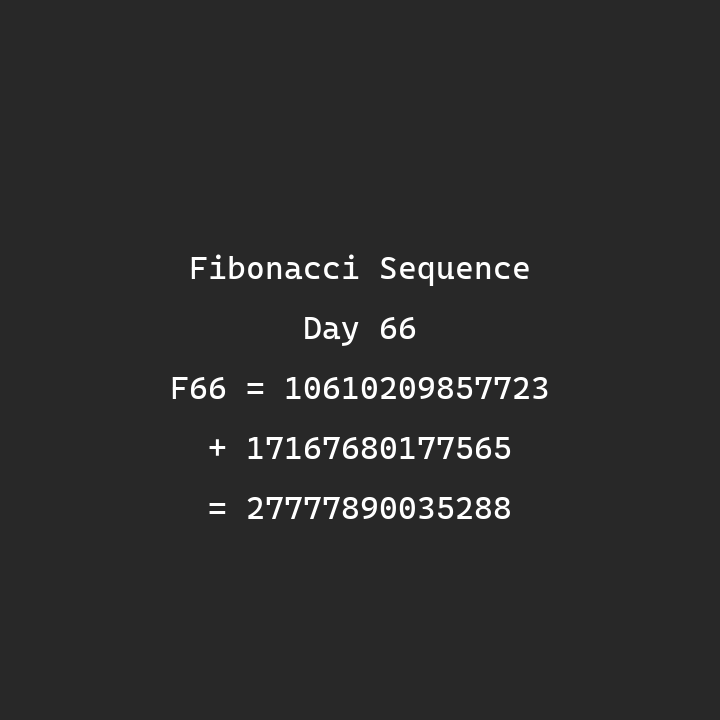 Fibonacci Sequence
Day 66
F66 = 10610209857723
+ 17167680177565
= 27777890035288